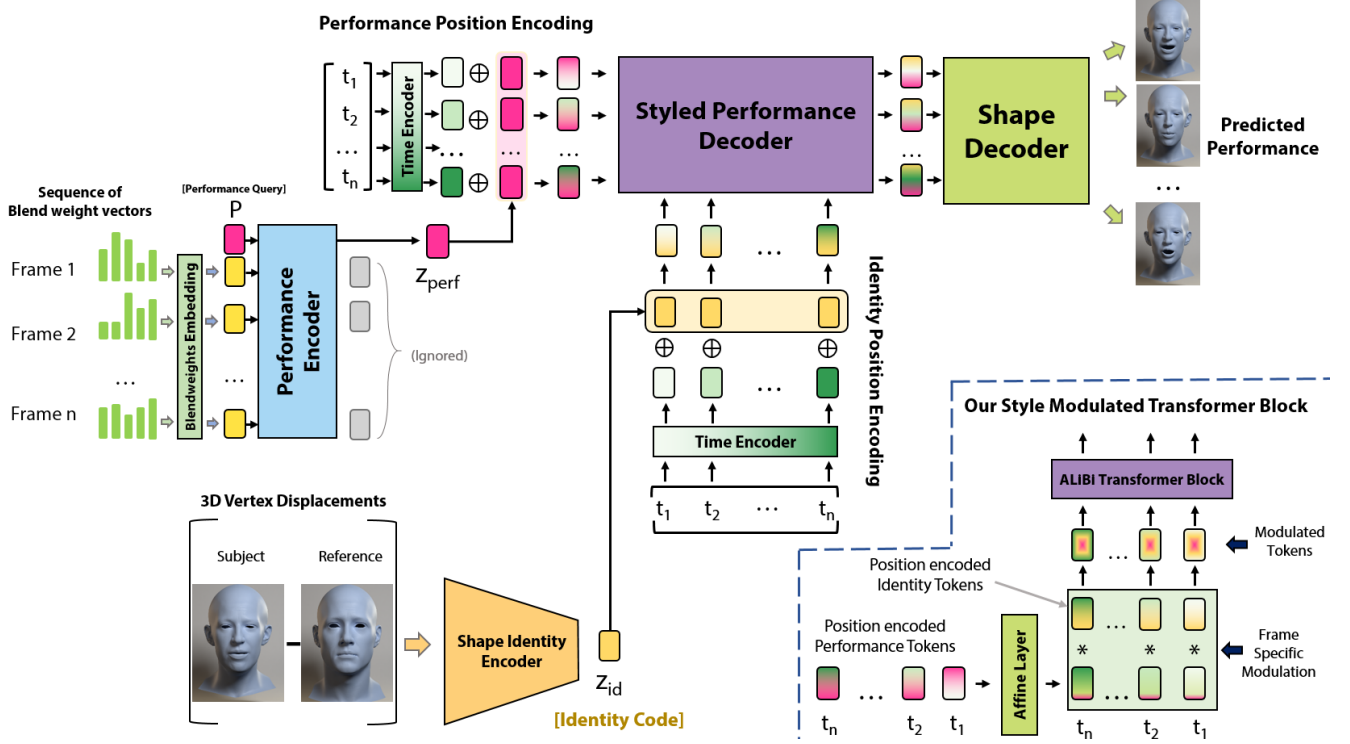 Performance Position Encoding
t1
t2
...
tn
Time Encoder
...
...
...
Styled Performance
Decoder
...
Shape
Decoder
Predicted
Performance
...
Sequence of
Blend weight vectors
[Performance Query]
P
Frame 1
Frame 2
...
Frame n
Blendweights Embedding
...
Performance
Encoder
zperf
(Ignored)
...
...
...
Identity Position Encoding
Time Encoder
t1
t2
...
tn
3D Vertex Displacements
Subject
Reference
-
Shape Identity
Encoder
zid
[Identity Code]
Our Style Modulated Transformer Block
ALIBI Transformer Block
Modulated
Tokens
...
Position encoded
Identity Tokens
...
* * *
Frame
Specific
Modulation
Position encoded
Performance Tokens
...
Affine Layer
...
tn ... t2 t1
tn ... t2 t1